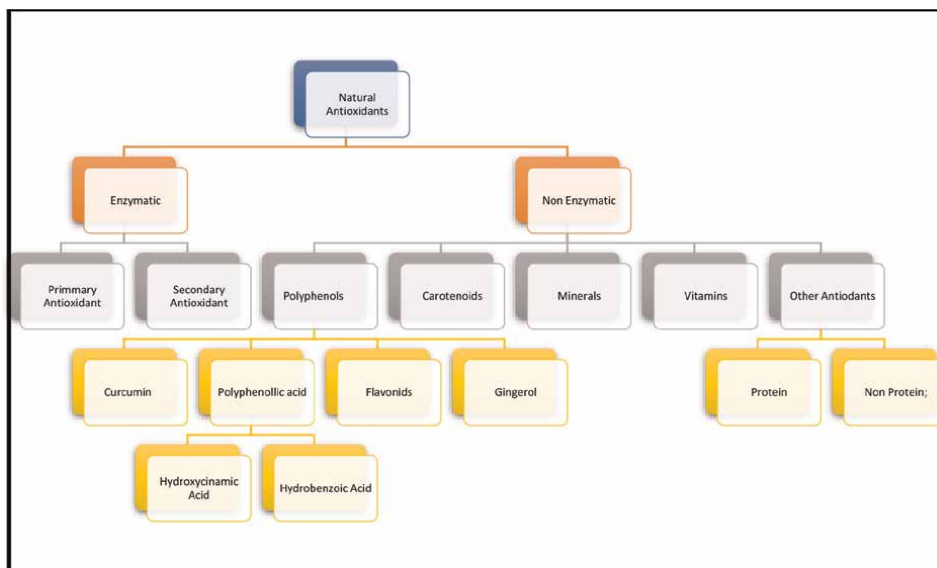 Natural
Antioxidants
Enzymatic
Non Enzymatic
Primmary
Antioxidant
Secondary
Antioxidant
Polyphenols
Carotenoids
Minerals
Vitamins
Other Antiodants
Curcumin
Polyphenollic acid
Flavonids
Gingerol
Protein
Non Protein;
Hydroxycinamic
Acid
Hydrobenzoic Acid